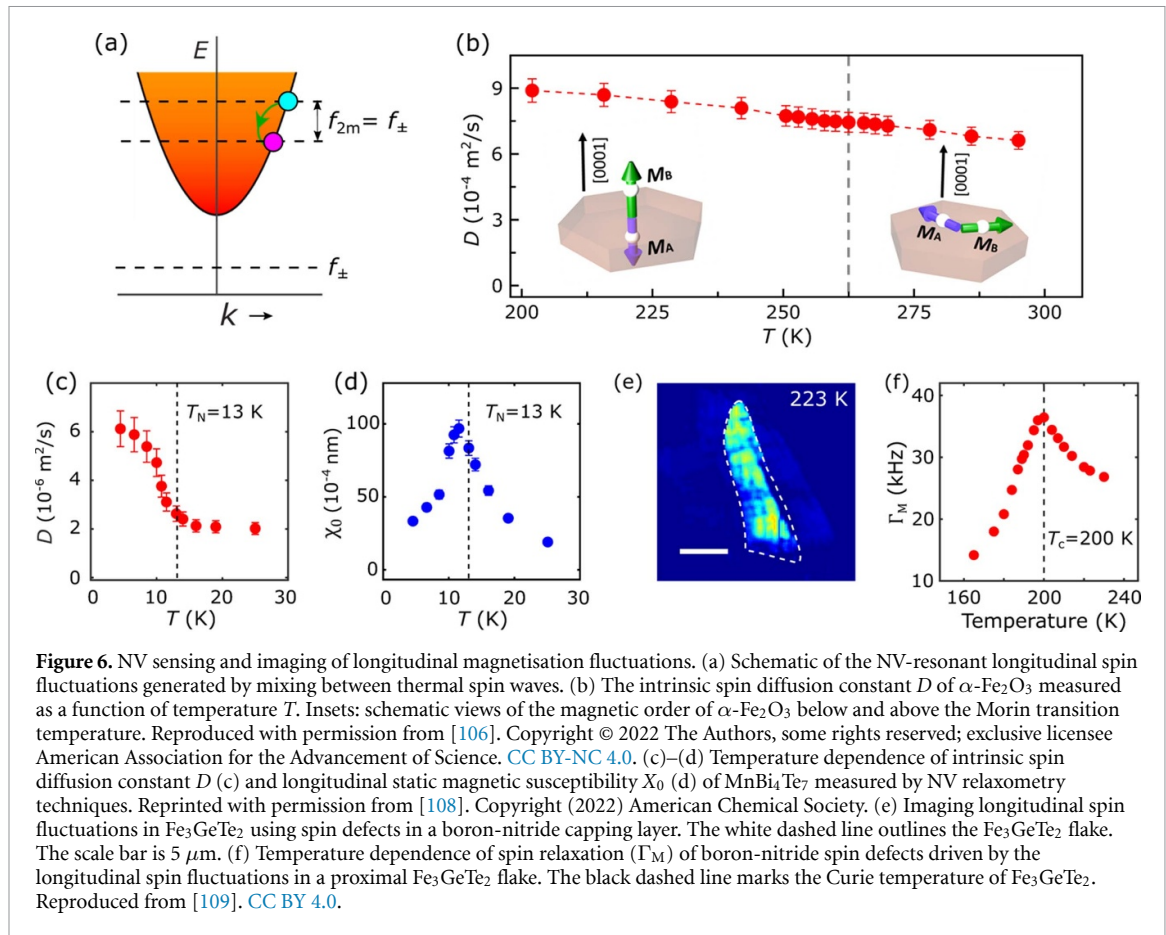 (a)
E
f2m = f±
f±
k →
(b)
D (10-4 m2/s)
9
6
3
0
[0001]
MB
MA
[0001]
MA
MB
200
225
250
275
300
T (K)
(c)
D (10-6 m2/s)
6
4
2
0
TN=13 K
0
10
20
30
T (K)
(d)
χ0 (10-4 nm)
100
50
0
TN=13 K
0
10
20
30
T (K)
(e)
223 K
(f)
ΓM (kHz)
40
30
20
10
Tc=200 K
160
200
240
Temperature (K)
Figure 6. NV sensing and imaging of longitudinal magnetisation fluctuations. (a) Schematic of the NV-resonant longitudinal spin
fluctuations generated by mixing between thermal spin waves. (b) The intrinsic spin diffusion constant D of α-Fe2O3 measured
as a function of temperature T. Insets: schematic views of the magnetic order of α-Fe2O3 below and above the Morin transition
temperature. Reproduced with permission from [106]. Copyright © 2022 The Authors, some rights reserved; exclusive licensee
American Association for the Advancement of Science. CC BY-NC 4.0. (c)–(d) Temperature dependence of intrinsic spin
diffusion constant D (c) and longitudinal static magnetic susceptibility X0 (d) of MnBi4Te7 measured by NV relaxometry
techniques. Reprinted with permission from [108]. Copyright (2022) American Chemical Society. (e) Imaging longitudinal spin
fluctuations in Fe3GeTe2 using spin defects in a boron-nitride capping layer. The white dashed line outlines the Fe3GeTe2 flake.
The scale bar is 5 μm. (f) Temperature dependence of spin relaxation (ΓM) of boron-nitride spin defects driven by the
longitudinal spin fluctuations in a proximal Fe3GeTe2 flake. The black dashed line marks the Curie temperature of Fe3GeTe2.
Reproduced from [109]. CC BY 4.0.